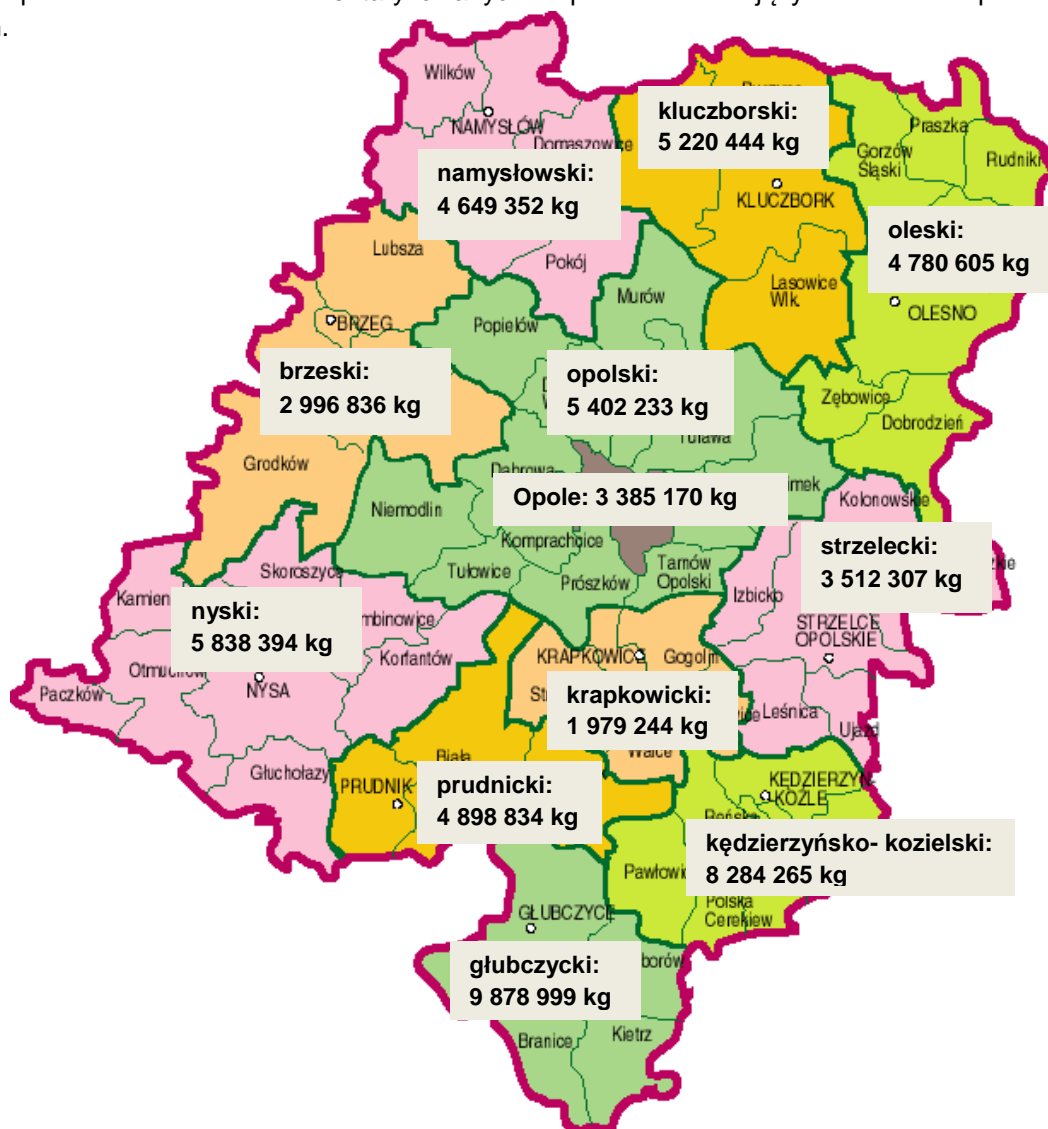 Wilków
NAMYSŁÓW
Domaszowice
kluczborski:
5 220 444 kg
Praszka
Gorzów
Śląski
Rudniki
namysłowski:
4 649 352 kg
KLUCZBORK
oleski:
4 780 605 kg
Lubsza
Pokój
Murów
Lasowice
Wlk.
BRZEG
Popielów
OLESNO
brzeski:
2 996 836 kg
opolski:
5 402 233 kg
Zębowice
Dobrodzień
Turawa
Grodków
Niemodlin
Dąbrowa
Opole: 3 385 170 kg
Kolonowskie
Komprachcice
strzelecki:
3 512 307 kg
Skoroszyce
Tułowice
Prószków
Tarnów
Opolski
Izbicko
nyski:
5 838 394 kg
STRZELCE
OPOLSKIE
Korfantów
KRAPKOWICE
Gogolin
Otmuchów
Paczków
NYSA
krapkowicki:
1 979 244 kg
Leśnica
Ujazd
Walce
Głuchołazy
Biała
PRUDNIK
prudnicki:
4 898 834 kg
KĘDZIERZYN-
KOŹLE
kędzierzyńsko- kozielski:
8 284 265 kg
Polska
Cerekiew
GŁUBCZYCE
głubczycki:
9 878 999 kg
Branice
Kietrz